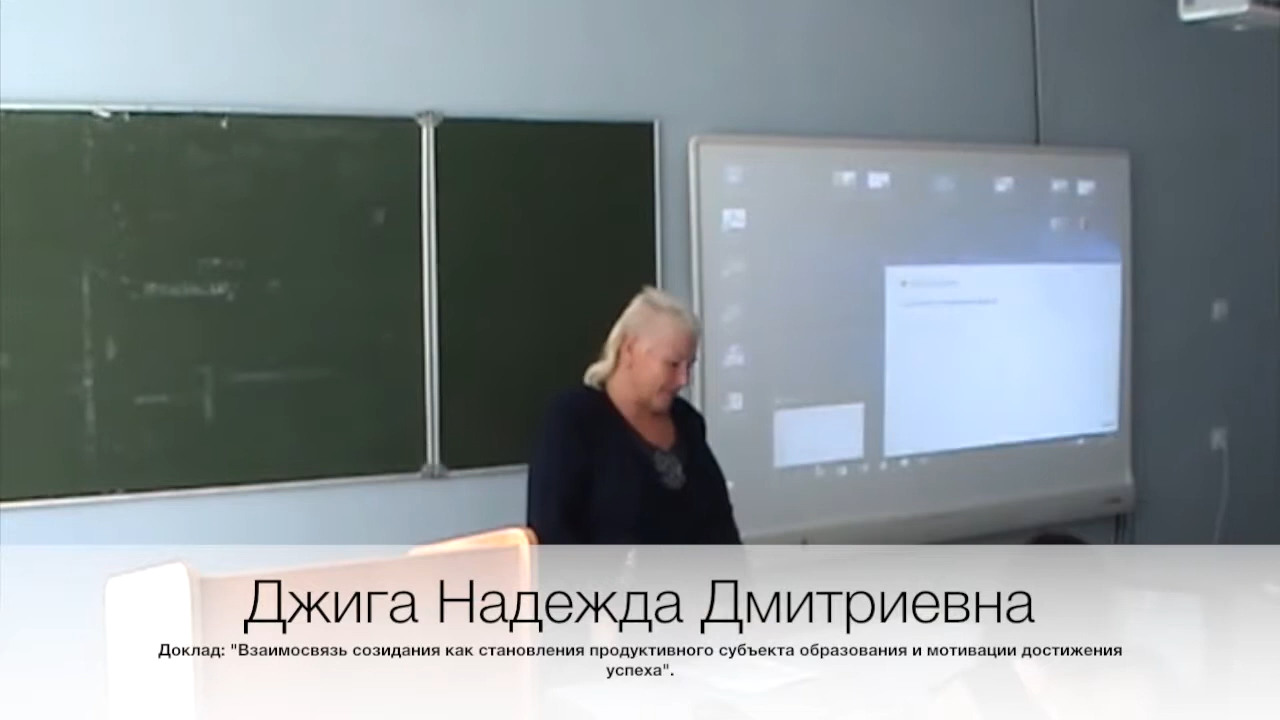 Джига Надежда Дмитриевна
Доклад: "Взаимосвязь созидания как становления продуктивного субъекта образования и мотивации достижения
успеха".